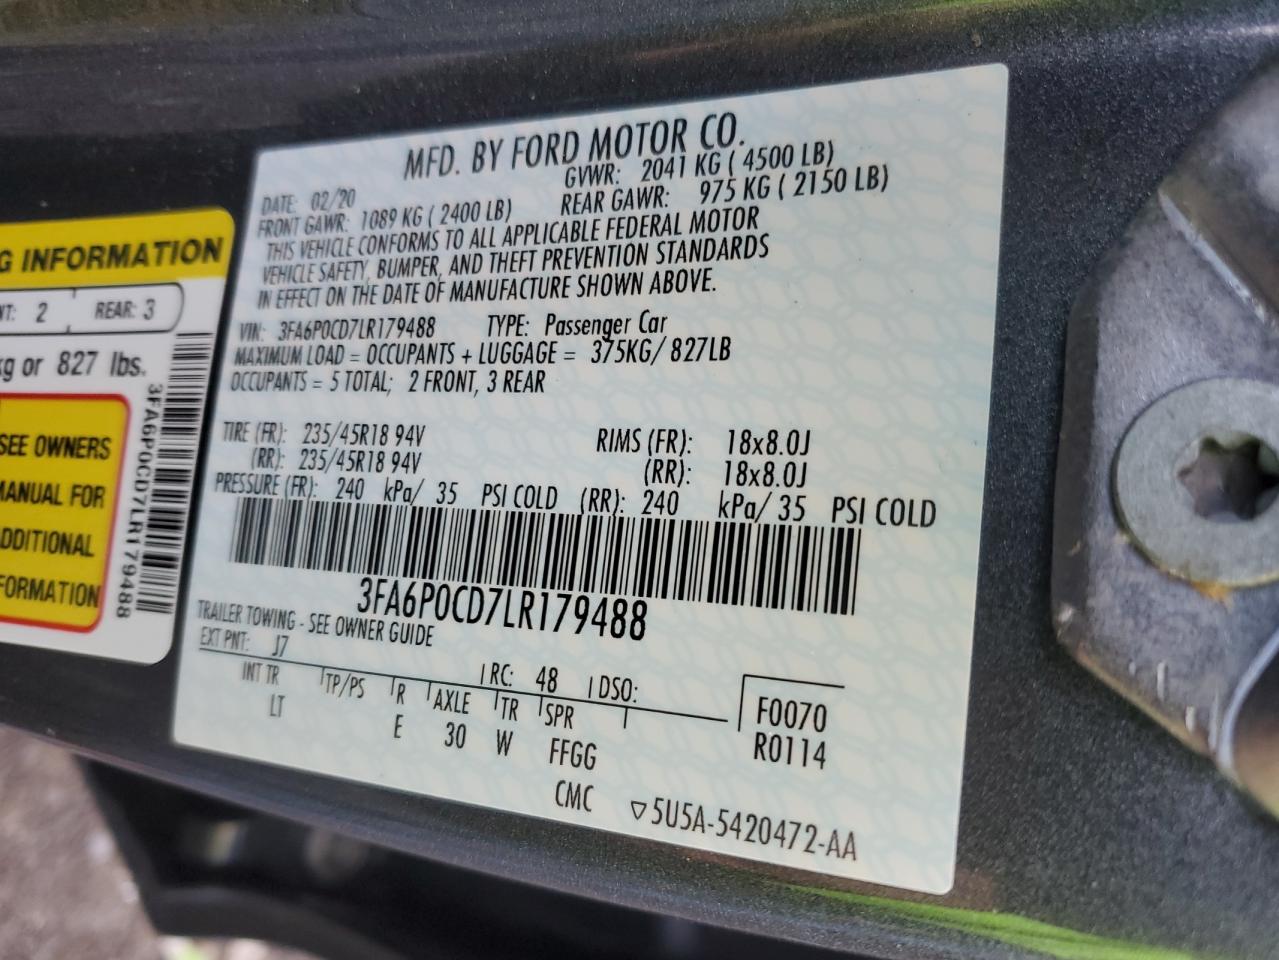 MFD. BY FORD MOTOR CO.
DATE: 02/20 GVWR: 2041 KG ( 4500 LB)
FRONT GAWR: 1089 KG ( 2400 LB) REAR GAWR: 975 KG ( 2150 LB)
THIS VEHICLE CONFORMS TO ALL APPLICABLE FEDERAL MOTOR
VEHICLE SAFETY, BUMPER, AND THEFT PREVENTION STANDARDS
IN EFFECT ON THE DATE OF MANUFACTURE SHOWN ABOVE.
VIN: 3FA6P0CD7LR179488 TYPE: Passenger Car
MAXIMUM LOAD = OCCUPANTS + LUGGAGE = 375KG/ 827LB
OCCUPANTS = 5 TOTAL; 2 FRONT, 3 REAR
TIRE (FR): 235/45R18 94V RIMS (FR): 18x8.0J
(RR): 235/45R18 94V (RR): 18x8.0J
PRESSURE (FR): 240 kPa/ 35 PSI COLD (RR): 240 kPa/ 35 PSI COLD
3FA6P0CD7LR179488
TRAILER TOWING - SEE OWNER GUIDE
EXT PNT: J7 RC: 48 DSO:
INT TR TP/PS R AXLE TR SPR F0070
LT E 30 W FFGG R0114
CMC 5U5A-5420472-AA
G INFORMATION
NT: 2 REAR: 3
kg or 827 lbs.
SEE OWNERS
MANUAL FOR
ADDITIONAL
INFORMATION
3FA6P0CD7LR179488